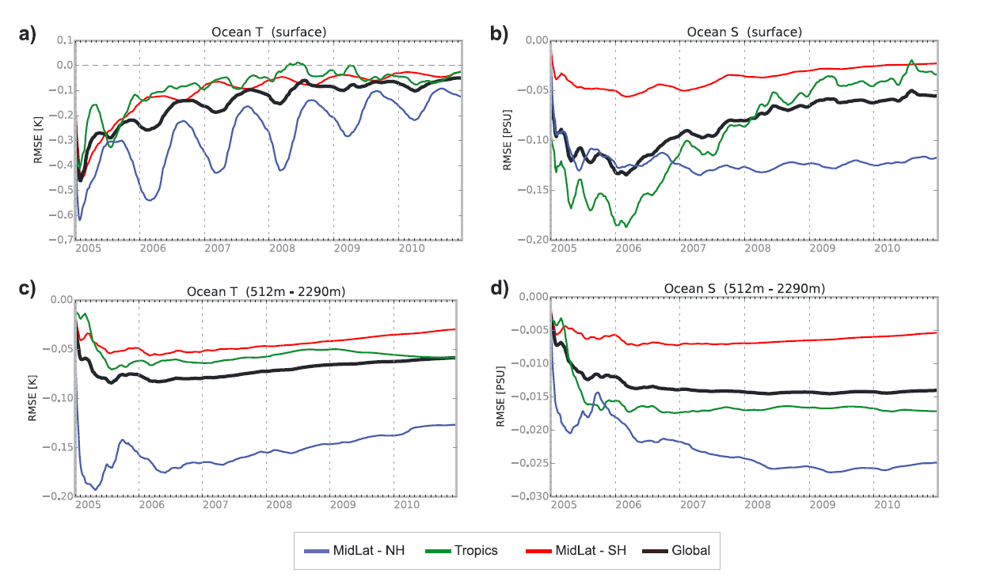 a)
Ocean T (surface)
RMSE [K]
0.1
0.0
−0.1
−0.2
−0.3
−0.4
−0.5
−0.6
−0.7
2005 2006 2007 2008 2009 2010
b)
Ocean S (surface)
RMSE [PSU]
0.00
−0.05
−0.10
−0.15
−0.20
2005 2006 2007 2008 2009 2010
c)
Ocean T (512m - 2290m)
RMSE [K]
0.00
−0.05
−0.10
−0.15
−0.20
2005 2006 2007 2008 2009 2010
d)
Ocean S (512m - 2290m)
RMSE [PSU]
0.000
−0.005
−0.010
−0.015
−0.020
−0.025
−0.030
2005 2006 2007 2008 2009 2010
MidLat - NH Tropics MidLat - SH Global